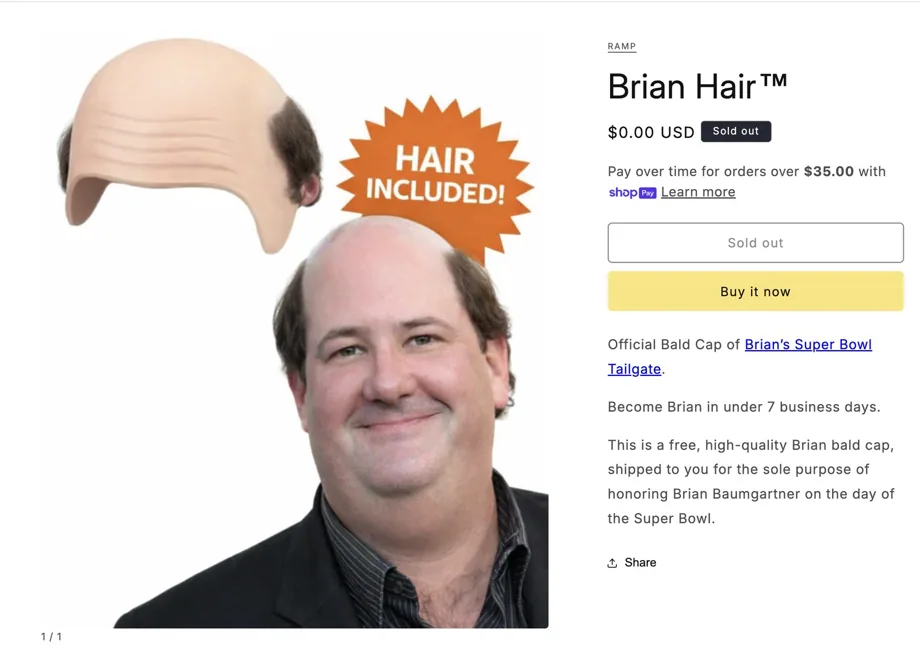 HAIR
INCLUDED!
RAMP
Brian Hair™
$0.00 USD Sold out
Pay over time for orders over $35.00 with
shop Pay Learn more
Sold out
Buy it now
Official Bald Cap of Brian’s Super Bowl
Tailgate.
Become Brian in under 7 business days.
This is a free, high-quality Brian bald cap,
shipped to you for the sole purpose of
honoring Brian Baumgartner on the day of
the Super Bowl.
Share
1 / 1